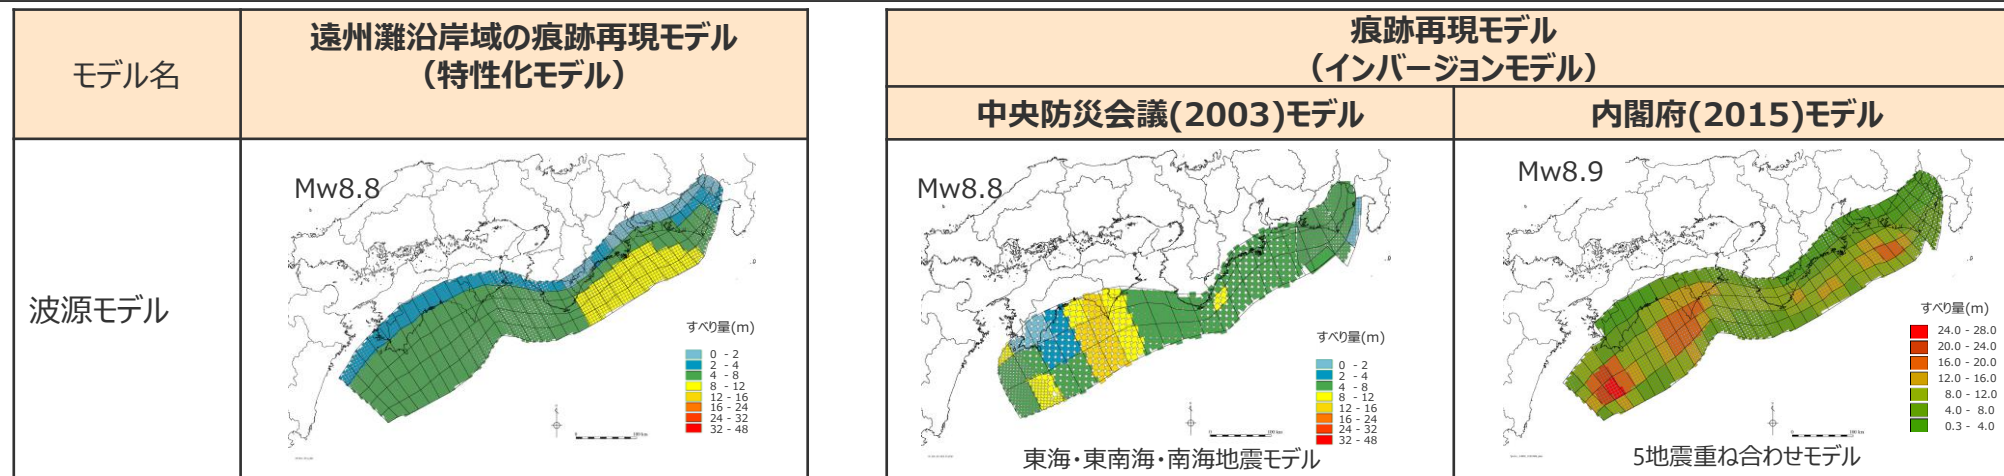 モデル名
遠州灘沿岸域の痕跡再現モデル
（特性化モデル）
痕跡再現モデル
（インバージョンモデル）
中央防災会議(2003)モデル
内閣府(2015)モデル
波源モデル
Mw8.8
すべり量(m)
0 - 2
2 - 4
4 - 8
8 - 12
12 - 16
16 - 24
24 - 32
32 - 48
Mw8.8
すべり量(m)
0 - 2
2 - 4
4 - 8
8 - 12
12 - 16
16 - 24
24 - 32
32 - 48
東海・東南海・南海地震モデル
Mw8.9
すべり量(m)
24.0 - 28.0
20.0 - 24.0
16.0 - 20.0
12.0 - 16.0
8.0 - 12.0
4.0 - 8.0
0.3 - 4.0
5地震重ね合わせモデル